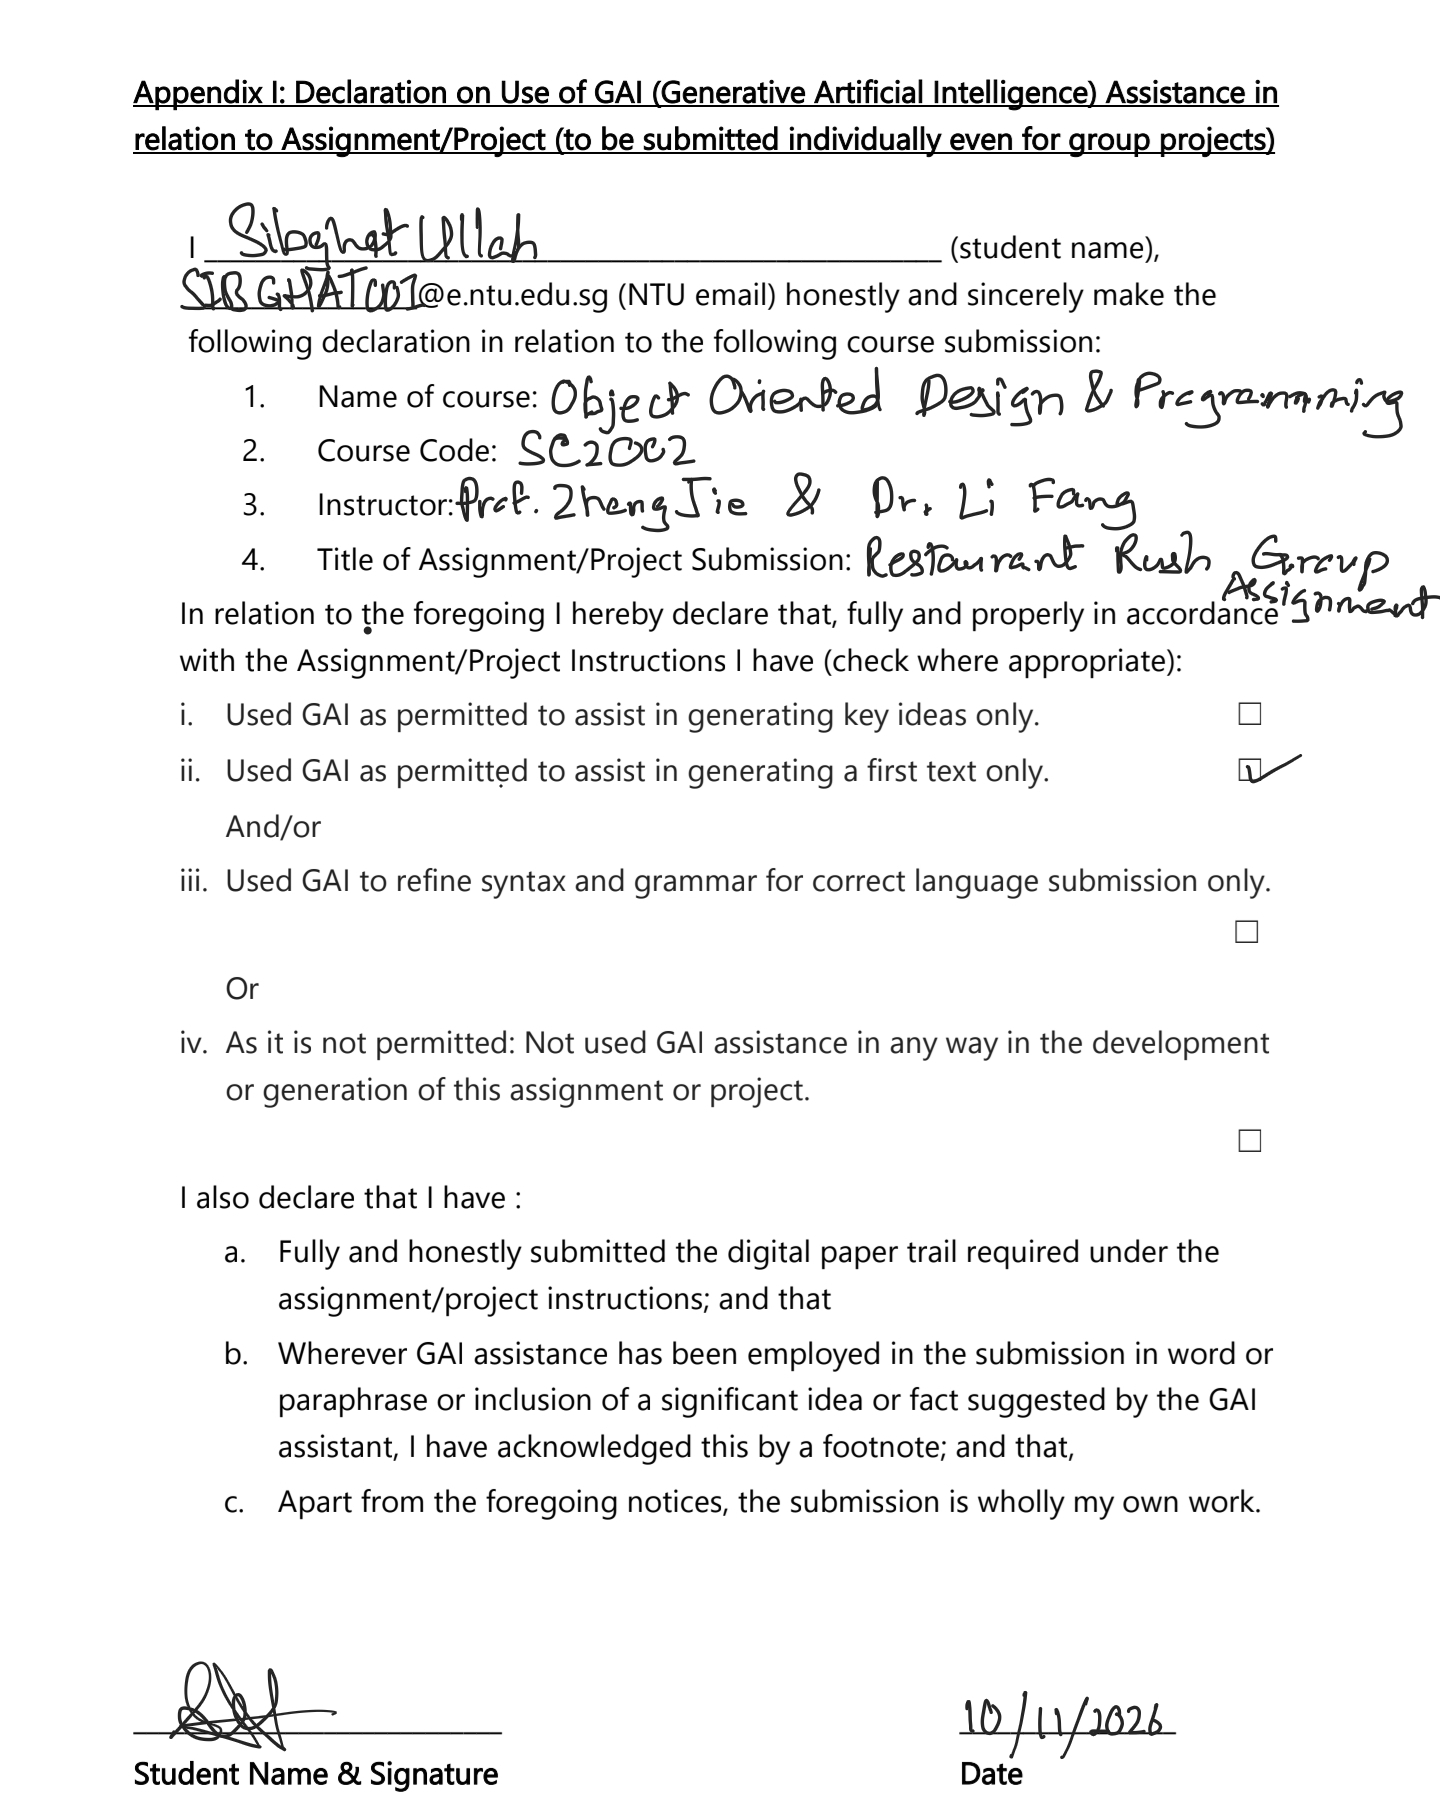 Appendix I: Declaration on Use of GAI (Generative Artificial Intelligence) Assistance in
relation to Assignment/Project (to be submitted individually even for group projects)
I Sibghat Ullah (student name),
SIBGHAT001@e.ntu.edu.sg (NTU email) honestly and sincerely make the
following declaration in relation to the following course submission:
1. Name of course: Object Oriented Design & Programming
2. Course Code: SC2002
3. Instructor: Prof. Zheng Jie & Dr. Li Fang
4. Title of Assignment/Project Submission: Restaurant Rush Group
Assignment
In relation to the foregoing I hereby declare that, fully and properly in accordance
with the Assignment/Project Instructions I have (check where appropriate):
i. Used GAI as permitted to assist in generating key ideas only. ☐
ii. Used GAI as permitted to assist in generating a first text only. ☑
And/or
iii. Used GAI to refine syntax and grammar for correct language submission only.
☐
Or
iv. As it is not permitted: Not used GAI assistance in any way in the development
or generation of this assignment or project.
☐
I also declare that I have :
a. Fully and honestly submitted the digital paper trail required under the
assignment/project instructions; and that
b. Wherever GAI assistance has been employed in the submission in word or
paraphrase or inclusion of a significant idea or fact suggested by the GAI
assistant, I have acknowledged this by a footnote; and that,
c. Apart from the foregoing notices, the submission is wholly my own work.
10/11/2026
Student Name & Signature Date